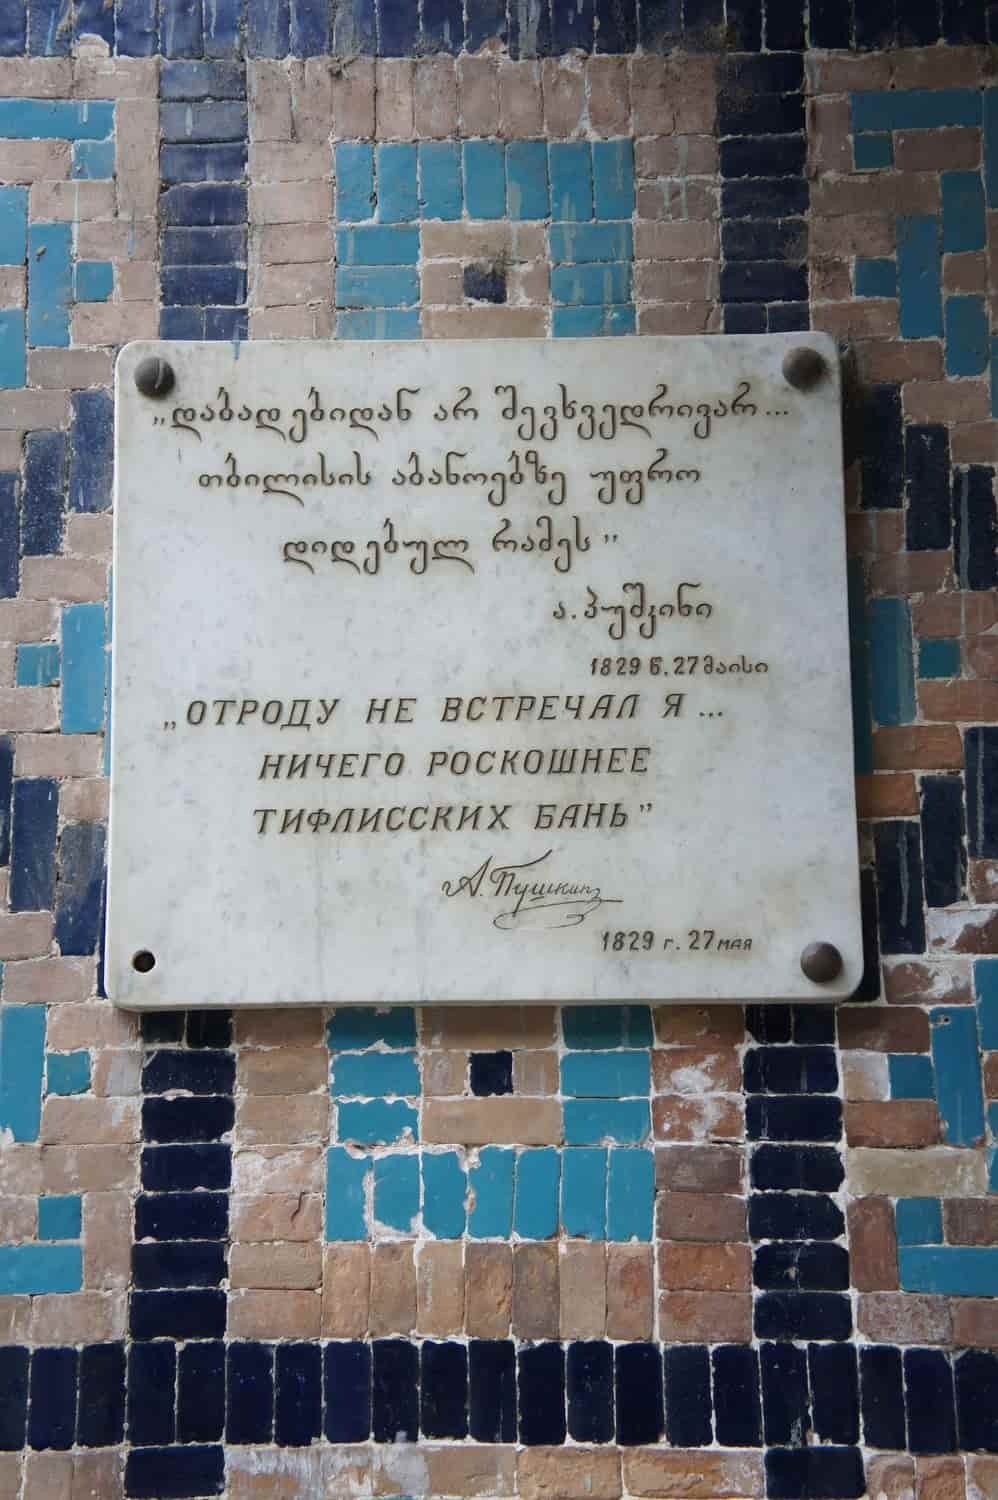 „დაბადებიდან არ შევხვედრივარ...
თბილისის აბანოებზე უფრო
დიდებულ რამეს”
ა. პუშკინი
1829 წ. 27 მაისი
„ОТРОДУ НЕ ВСТРЕЧАЛ Я ...
НИЧЕГО РОСКОШНЕЕ
ТИФЛИССКИХ БАНЬ”
А. Пушкин
1829 г. 27 мая